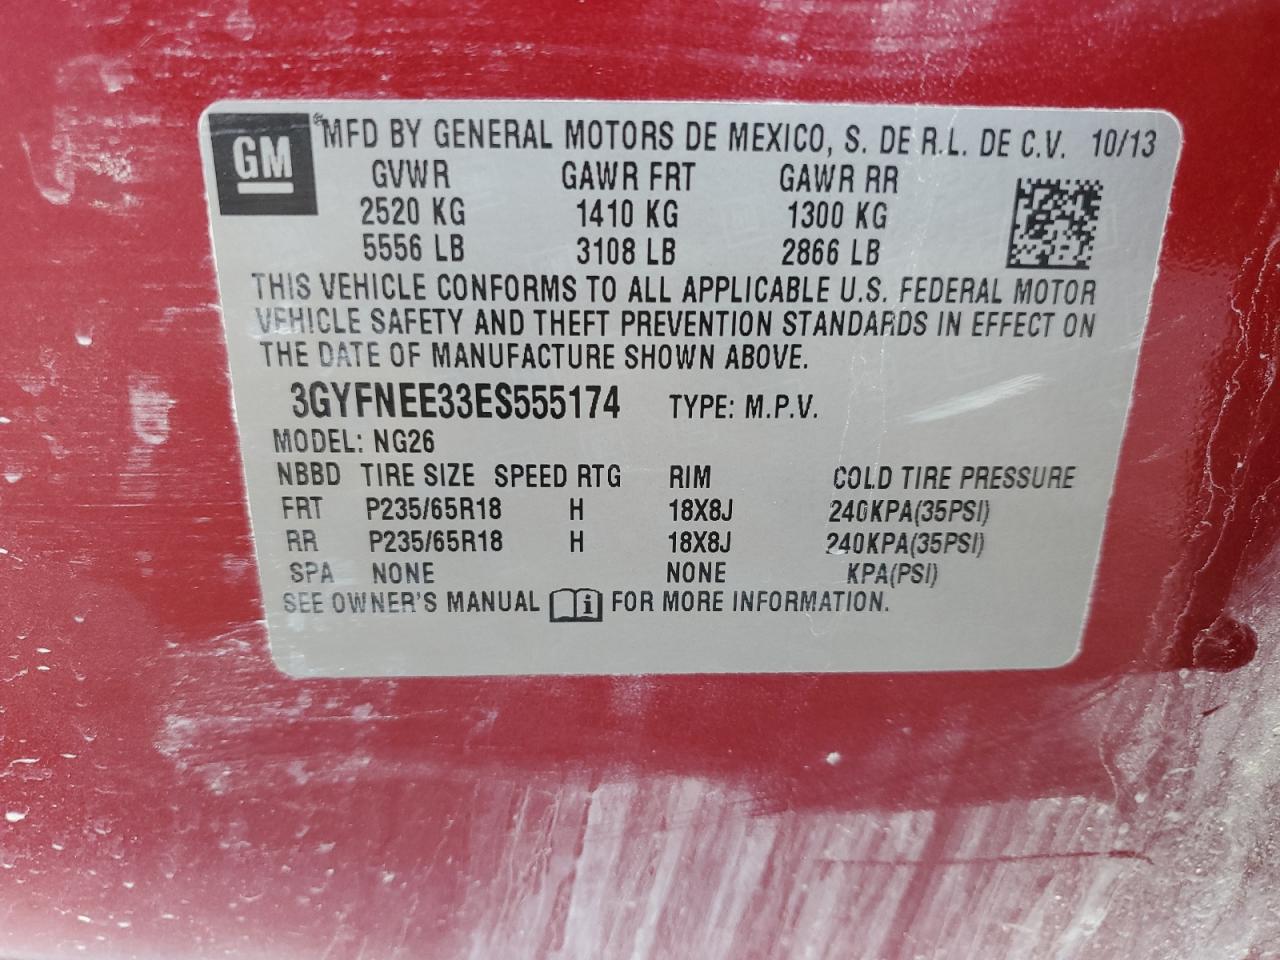 GM
MFD BY GENERAL MOTORS DE MEXICO, S. DE R.L. DE C.V. 10/13
GVWR GAWR FRT GAWR RR
2520 KG 1410 KG 1300 KG
5556 LB 3108 LB 2866 LB
THIS VEHICLE CONFORMS TO ALL APPLICABLE U.S. FEDERAL MOTOR
VEHICLE SAFETY AND THEFT PREVENTION STANDARDS IN EFFECT ON
THE DATE OF MANUFACTURE SHOWN ABOVE.
3GYFNEE33ES555174 TYPE: M.P.V.
MODEL: NG26
NBBD TIRE SIZE SPEED RTG RIM COLD TIRE PRESSURE
FRT P235/65R18 H 18X8J 240KPA(35PSI)
RR P235/65R18 H 18X8J 240KPA(35PSI)
SPA NONE NONE KPA(PSI)
SEE OWNER'S MANUAL i FOR MORE INFORMATION.